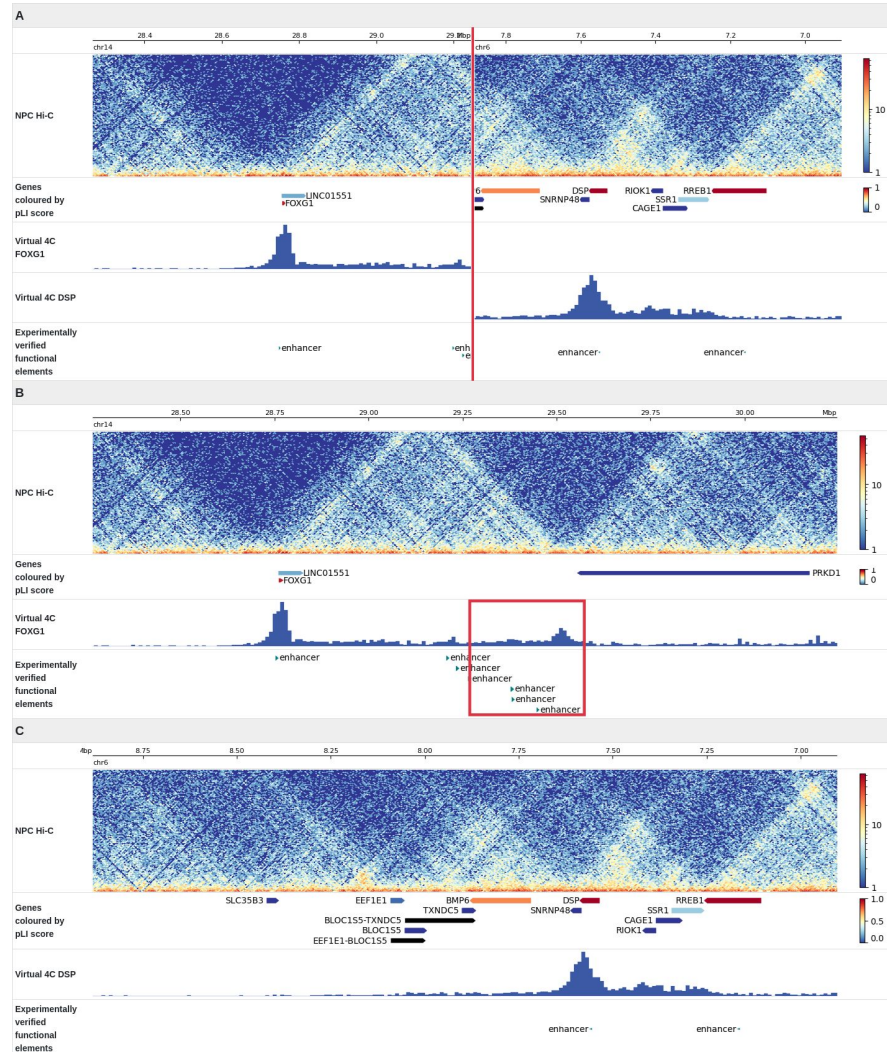 A
28.4 28.6 28.8 29.0 29.2 Mbp 7.8 7.6 7.4 7.2 7.0
chr14 chr6
NPC Hi-C
10
1
Genes
coloured by
pLI score
LINC01551
FOXG1
6 DSP RIOK1 RREB1
SNRNP48 SSR1
CAGE1
1
0
Virtual 4C
FOXG1
Virtual 4C DSP
Experimentally
verified
functional
elements
enhancer enh enhancer enhancer
e
B
28.50 28.75 29.00 29.25 29.50 29.75 30.00 Mbp
chr14
NPC Hi-C
10
1
Genes
coloured by
pLI score
LINC01551 PRKD1
FOXG1
1
0
Virtual 4C
FOXG1
Experimentally
verified
functional
elements
enhancer enhancer
enhancer
enhancer
enhancer
enhancer
enhancer
C
8.75 8.50 8.25 8.00 7.75 7.50 7.25 7.00
chr6
NPC Hi-C
10
1
Genes
coloured by
pLI score
SLC35B3 EEF1E1 BMP6 DSP RREB1
TXNDC5 SNRNP48 SSR1
BLOC1S5-TXNDC5 CAGE1
BLOC1S5 RIOK1
EEF1E1-BLOC1S5
1.0
0.5
0.0
Virtual 4C DSP
Experimentally
verified
functional
elements
enhancer enhancer